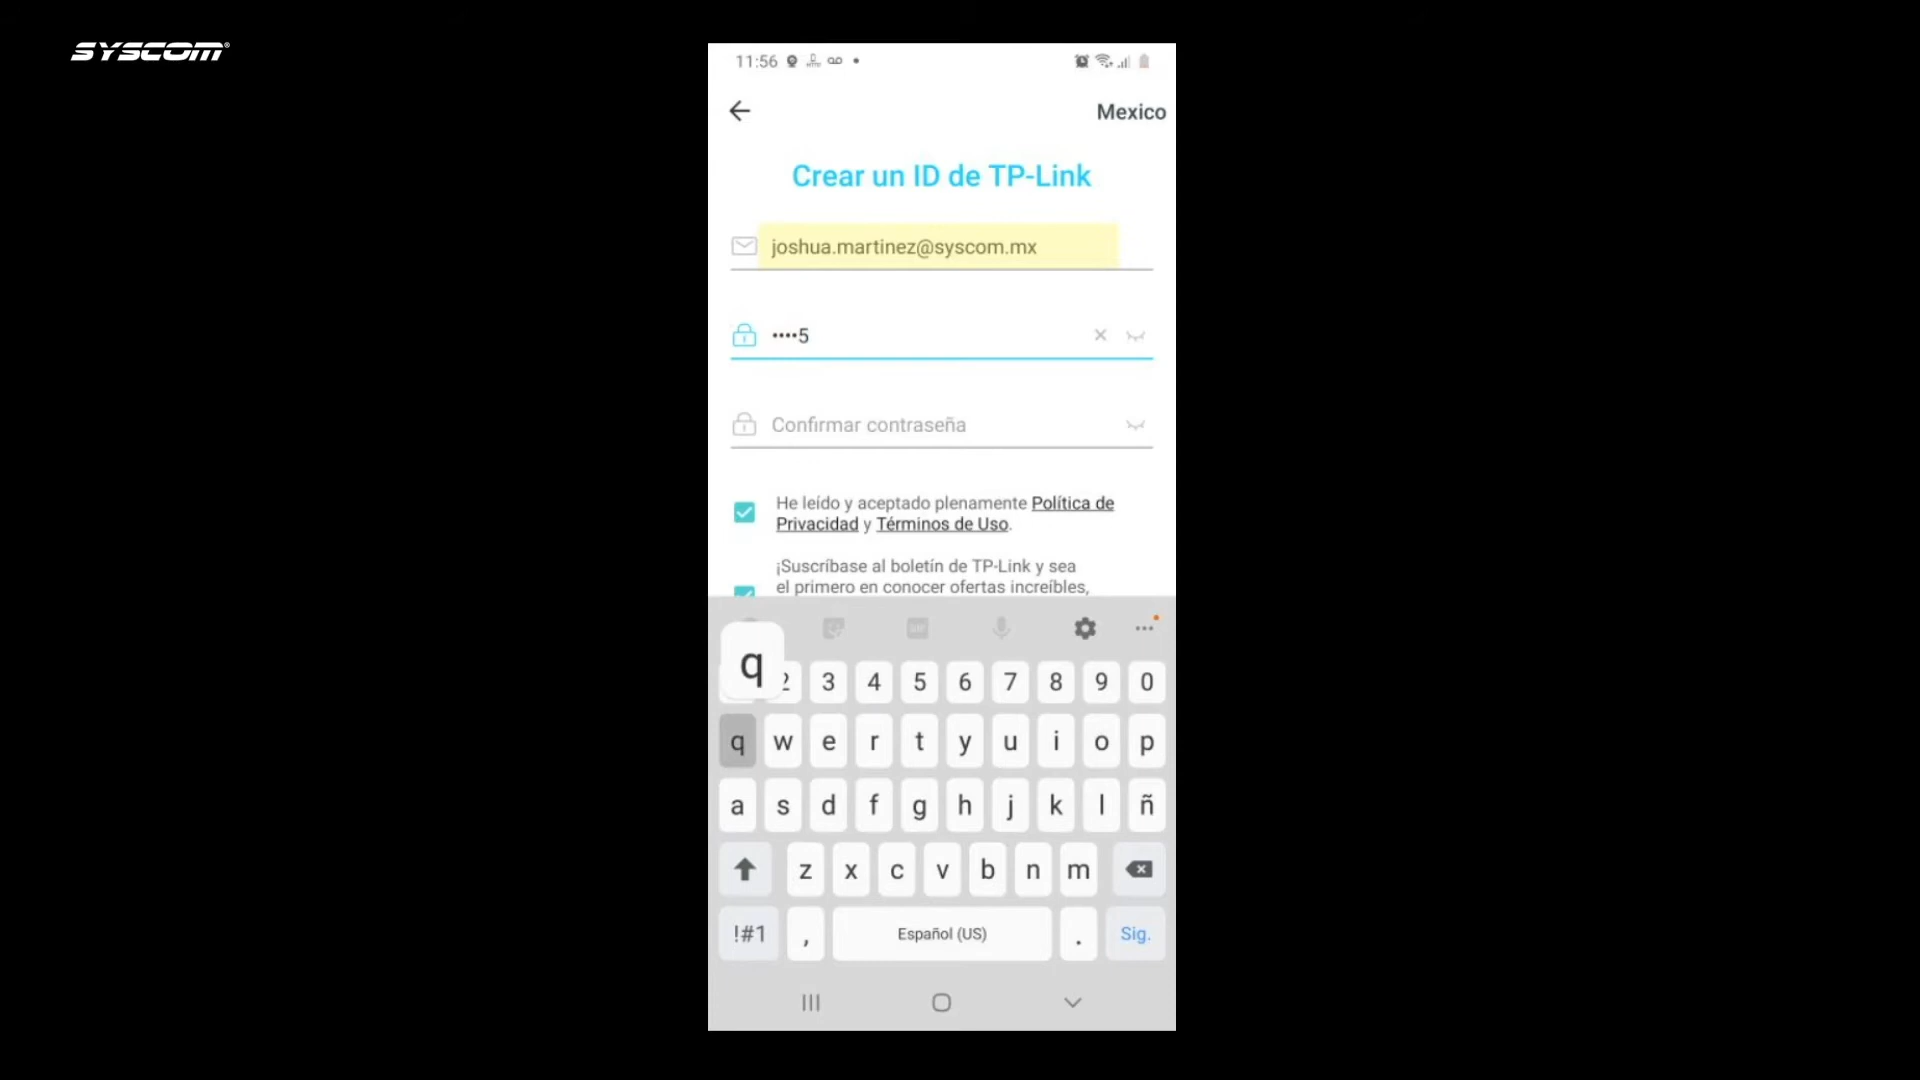 SYSCOM®
11:56
Mexico
Crear un ID de TP-Link
joshua.martinez@syscom.mx
••••5
Confirmar contraseña
He leído y aceptado plenamente Política de
Privacidad y Términos de Uso.
¡Suscríbase al boletín de TP-Link y sea
el primero en conocer ofertas increíbles,
GIF
q
2 3 4 5 6 7 8 9 0
q w e r t y u i o p
a s d f g h j k l ñ
z x c v b n m
!#1 , Español (US) . Sig.